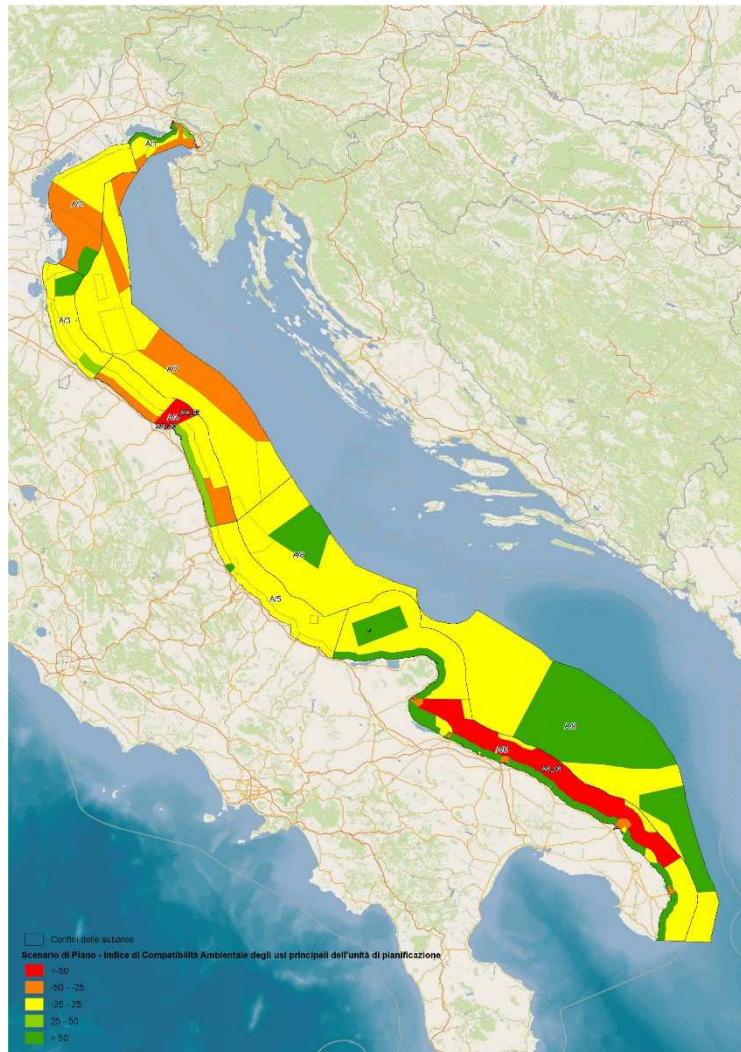 A/1
A/2
A/3
A/7
A/4
A/8
A/5
A/9
A/6
Confini delle subaree
Scenario di Piano - Indice di Compatibilità Ambientale degli usi principali dell'unità di pianificazione
<-50
-50 - -25
-25 - 25
25 - 50
> 50